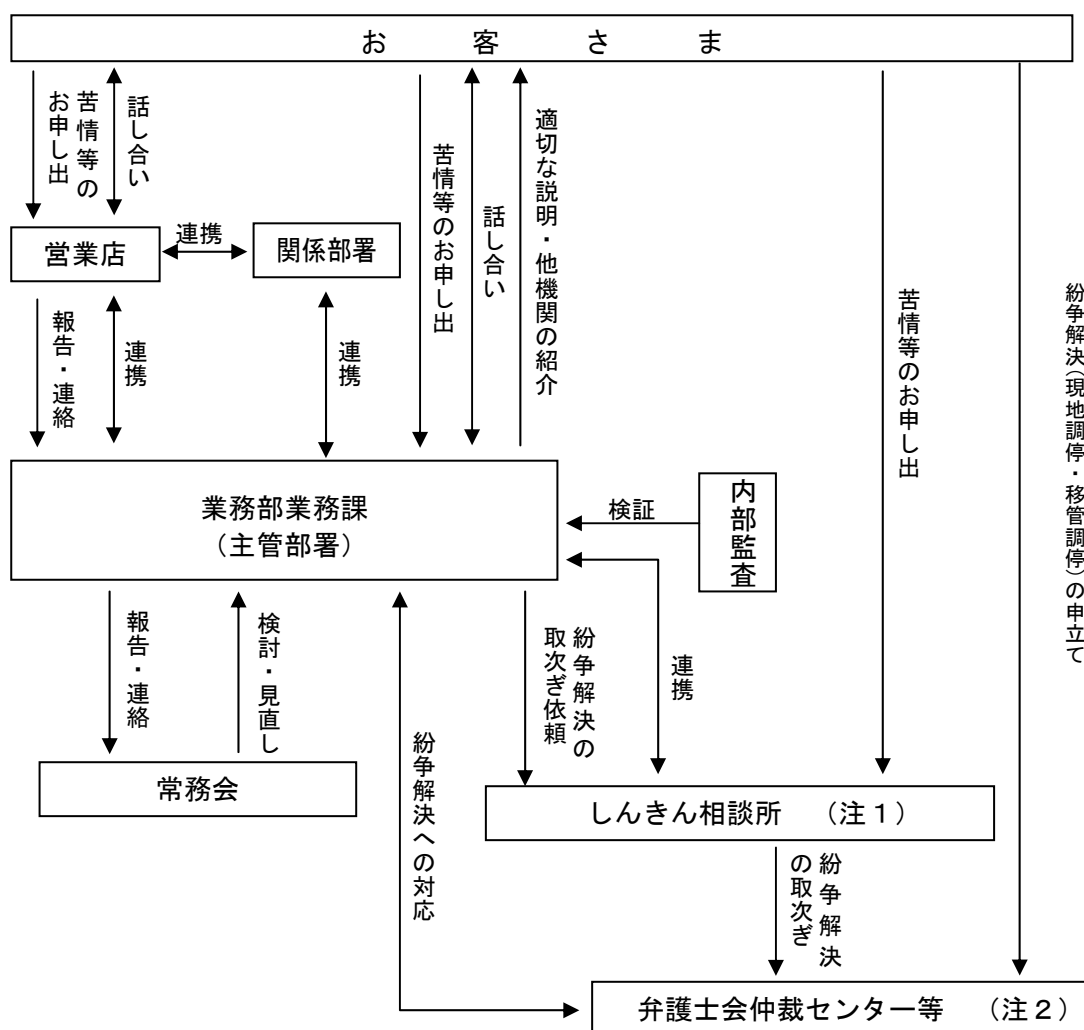 お客さま
苦情等の
お申し出
話し合い
苦情等のお申し出
話し合い
適切な説明・他機関の紹介
苦情等のお申し出
紛争解決(現地調停・移管調停)の申立て
営業店
連携
関係部署
報告・連絡
連携
連携
業務部業務課
(主管部署)
検証
内部監査
報告・連絡
検討・見直し
紛争解決への対応
紛争解決の
取次ぎ依頼
連携
常務会
しんきん相談所 (注1)
紛争解決
の取次ぎ
弁護士会仲裁センター等 (注2)